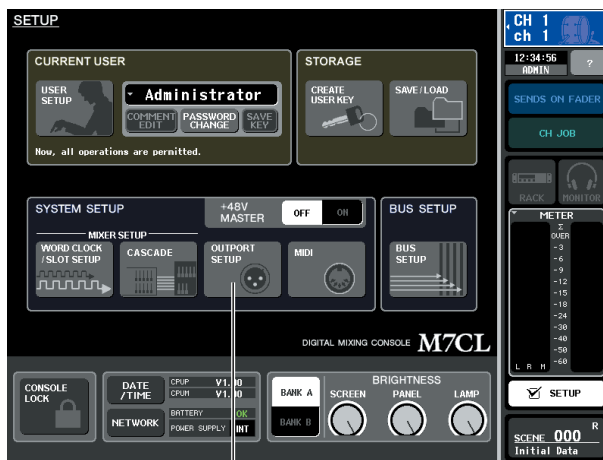 SETUP
CURRENT USER
USER
SETUP
Administrator
COMMENT
EDIT
PASSWORD
CHANGE
SAVE
KEY
Now, all operations are permitted.
STORAGE
CREATE
USER KEY
SAVE/LOAD
SYSTEM SETUP
+48V
MASTER
OFF
ON
MIXER SETUP
WORD CLOCK
/SLOT SETUP
CASCADE
OUTPORT
SETUP
MIDI
BUS SETUP
BUS
SETUP
DIGITAL MIXING CONSOLE M7CL
CONSOLE
LOCK
DATE
/TIME
CPUP V1.00
CPUM V1.00
NETWORK
BATTERY OK
POWER SUPPLY INT
BANK A
BANK B
BRIGHTNESS
SCREEN
PANEL
LAMP
CH 1
ch 1
12:34:56
ADMIN
?
SENDS ON FADER
CH JOB
RACK
MONITOR
METER
Σ
OVER
-3
-6
-9
-12
-15
-18
-24
-30
-40
-50
-60
L R M
SETUP
SCENE 000 R
Initial Data